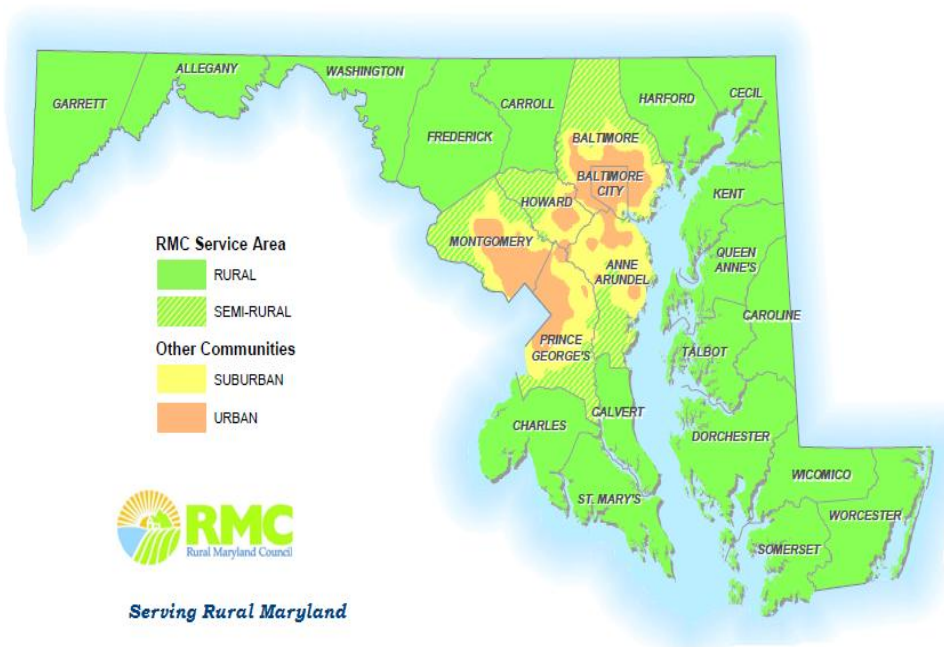 GARRETT
ALLEGANY
WASHINGTON
FREDERICK
CARROLL
BALTIMORE
HARFORD
CECIL
BALTIMORE
CITY
HOWARD
MONTGOMERY
KENT
QUEEN
ANNE'S
ANNE
ARUNDEL
CAROLINE
TALBOT
PRINCE
GEORGE'S
CHARLES
CALVERT
DORCHESTER
ST. MARY'S
WICOMICO
WORCESTER
SOMERSET
RMC Service Area
RURAL
SEMI-RURAL
Other Communities
SUBURBAN
URBAN
RMC
Rural Maryland Council
Serving Rural Maryland